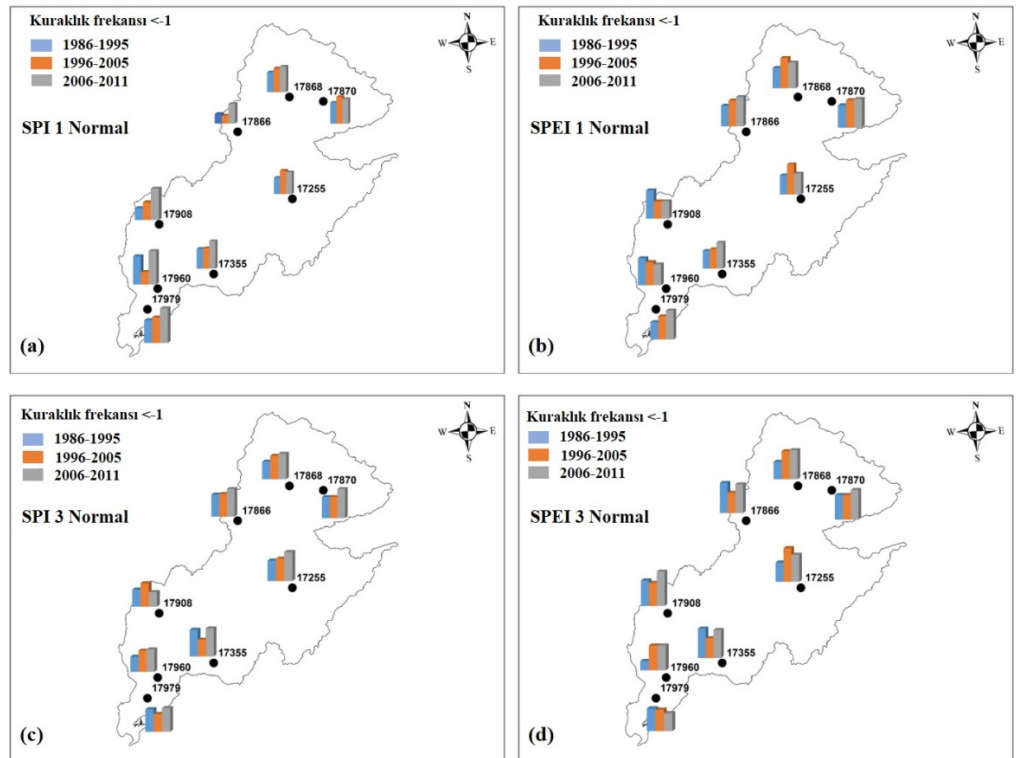 Kuraklık frekansı <-1
1986-1995
1996-2005
2006-2011
SPI 1 Normal
N
W E
S
17868
17870
17866
17255
17908
17355
17960
17979
(a)
Kuraklık frekansı <-1
1986-1995
1996-2005
2006-2011
SPEI 1 Normal
N
W E
S
17868
17870
17866
17255
17908
17355
17960
17979
(b)
Kuraklık frekansı <-1
1986-1995
1996-2005
2006-2011
SPI 3 Normal
N
W E
S
17868
17870
17866
17255
17908
17355
17960
17979
(c)
Kuraklık frekansı <-1
1986-1995
1996-2005
2006-2011
SPEI 3 Normal
N
W E
S
17868
17870
17866
17255
17908
17355
17960
17979
(d)